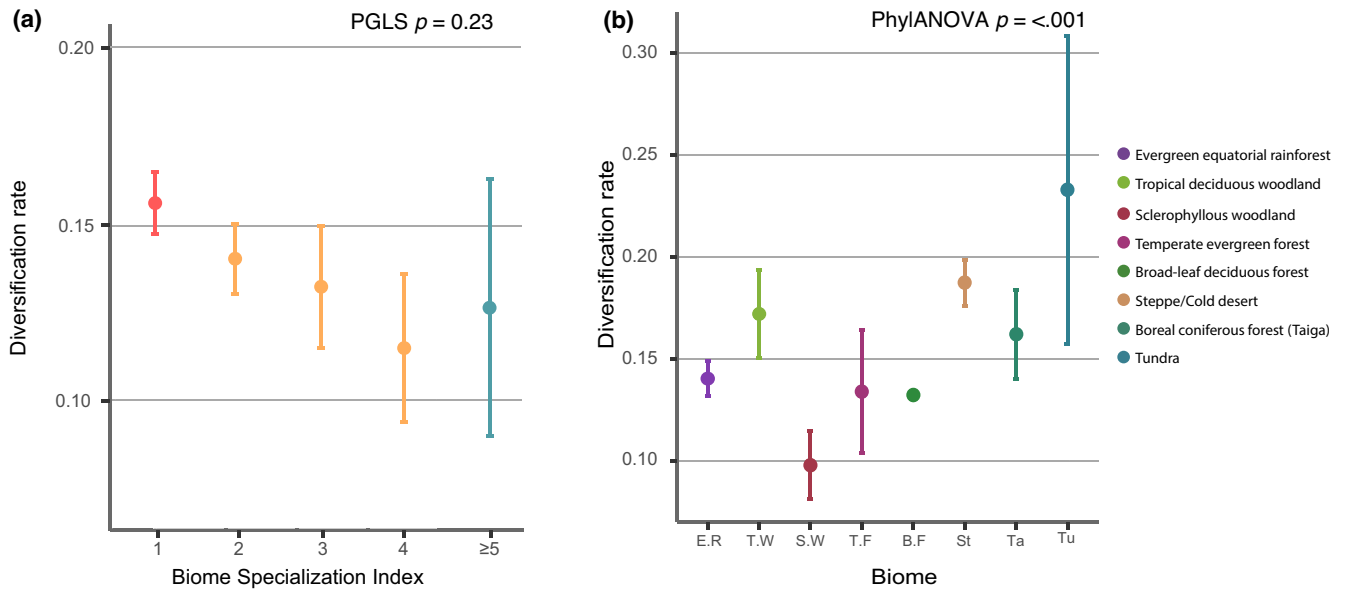 (a)
PGLS p = 0.23
0.20
0.15
0.10
Diversification rate
1 2 3 4 ≥5
Biome Specialization Index
(b)
PhylANOVA p = <.001
0.30
0.25
0.20
0.15
0.10
Diversification rate
E.R T.W S.W T.F B.F St Ta Tu
Biome
Evergreen equatorial rainforest
Tropical deciduous woodland
Sclerophyllous woodland
Temperate evergreen forest
Broad-leaf deciduous forest
Steppe/Cold desert
Boreal coniferous forest (Taiga)
Tundra